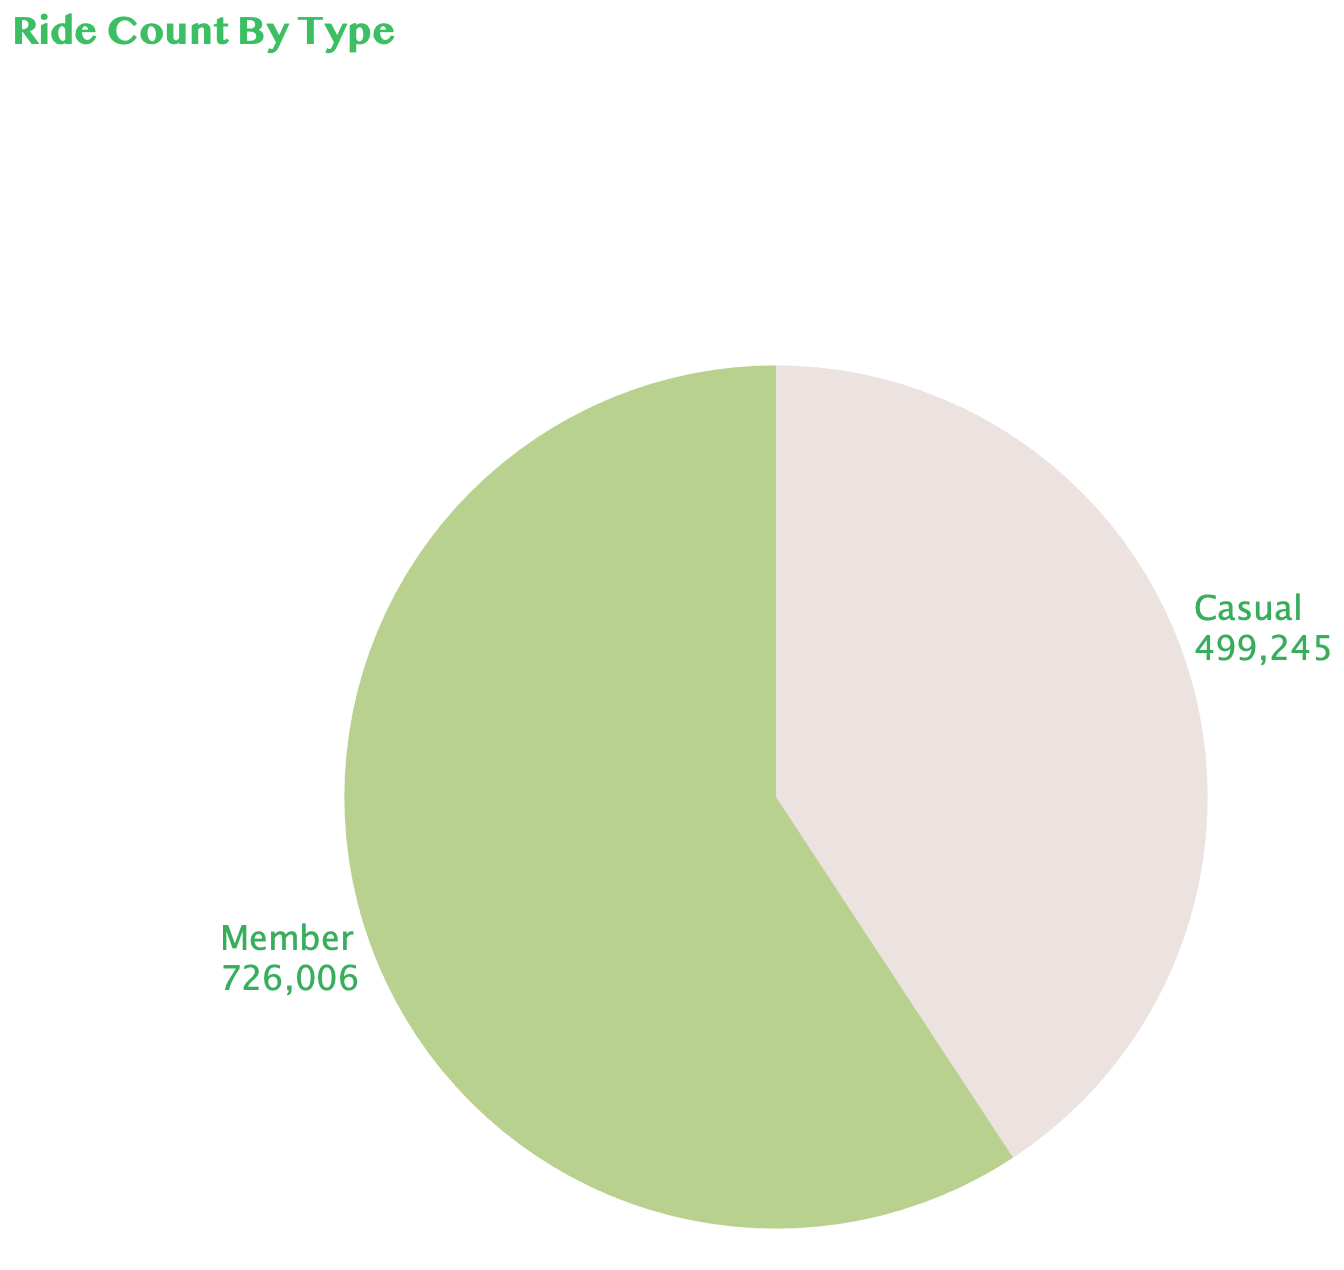 Ride Count By Type
Casual
499,245
Member
726,006